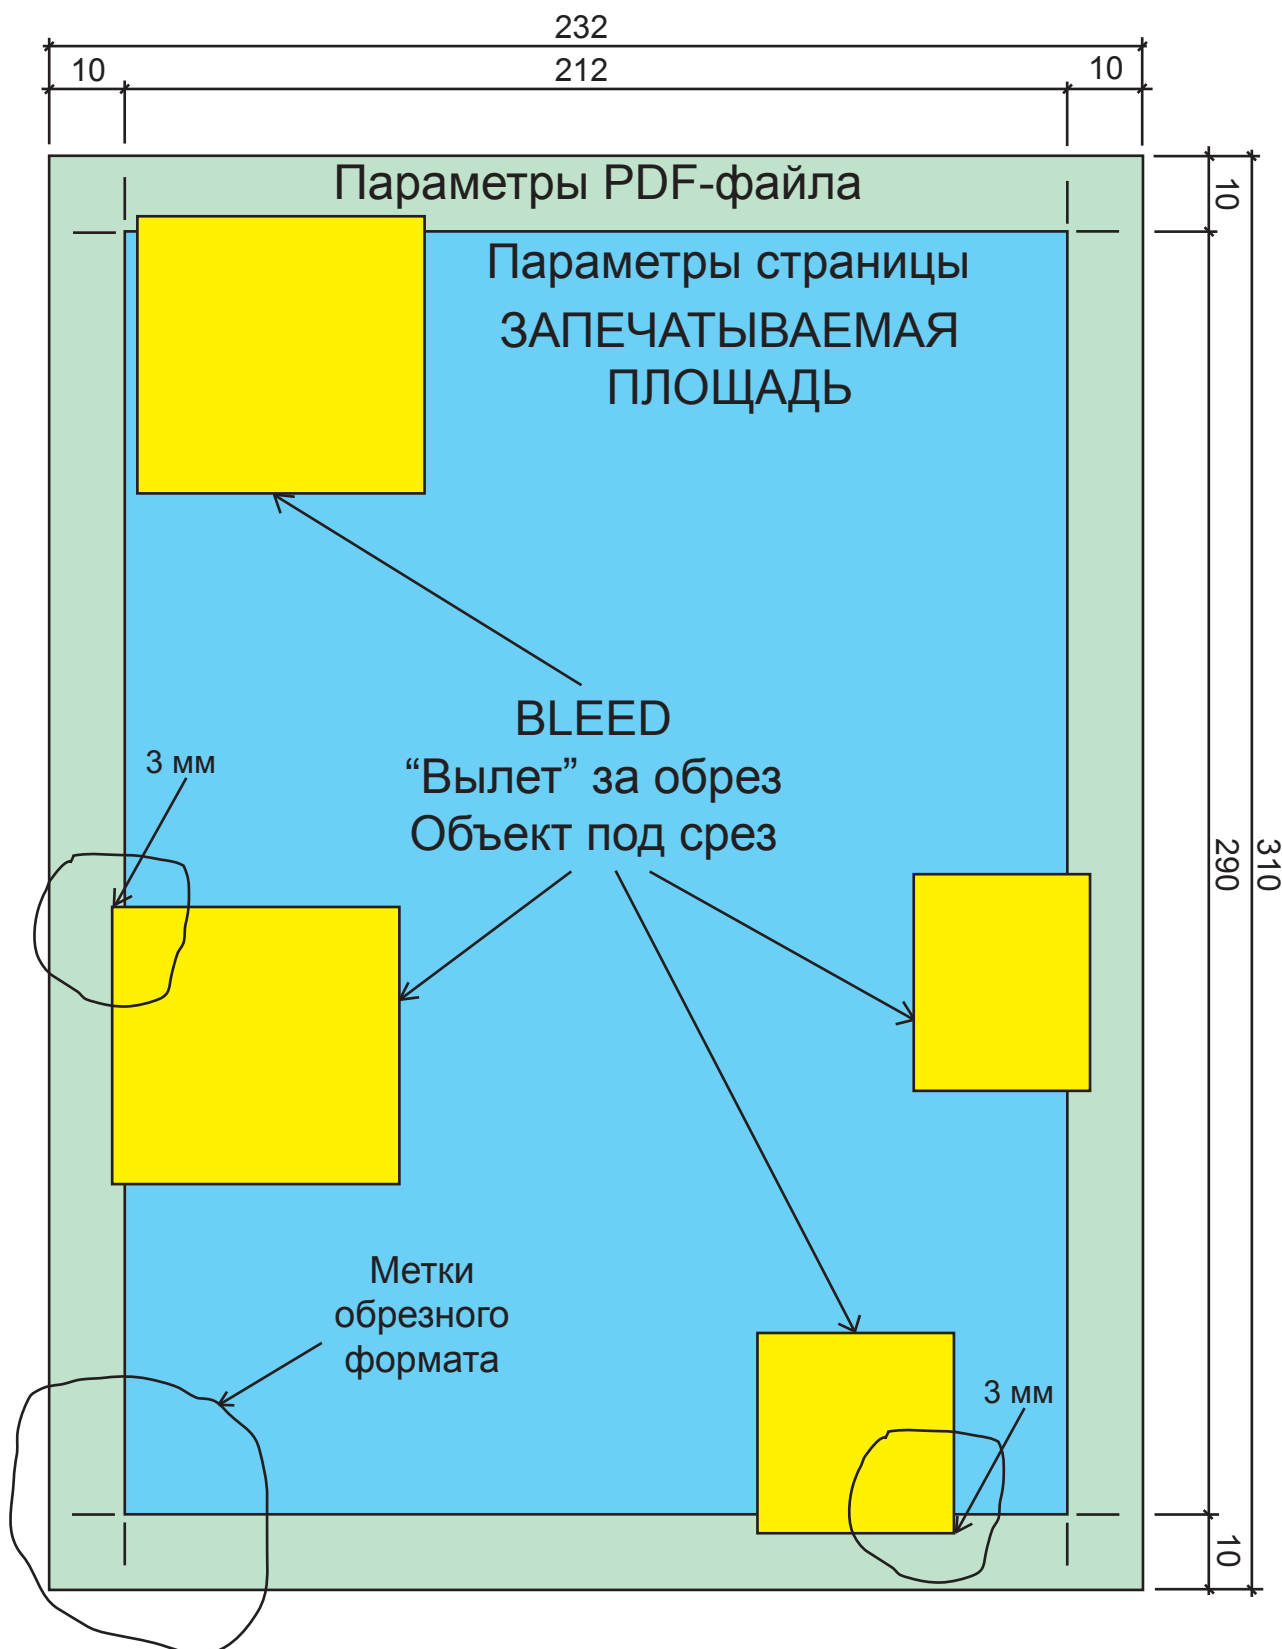 232
10
212
10
Параметры PDF-файла
10
Параметры страницы
ЗАПЕЧАТЫВАЕМАЯ
ПЛОЩАДЬ
BLEED
“Вылет” за обрез
Объект под срез
3 мм
310
290
Метки
обрезного
формата
3 мм
10